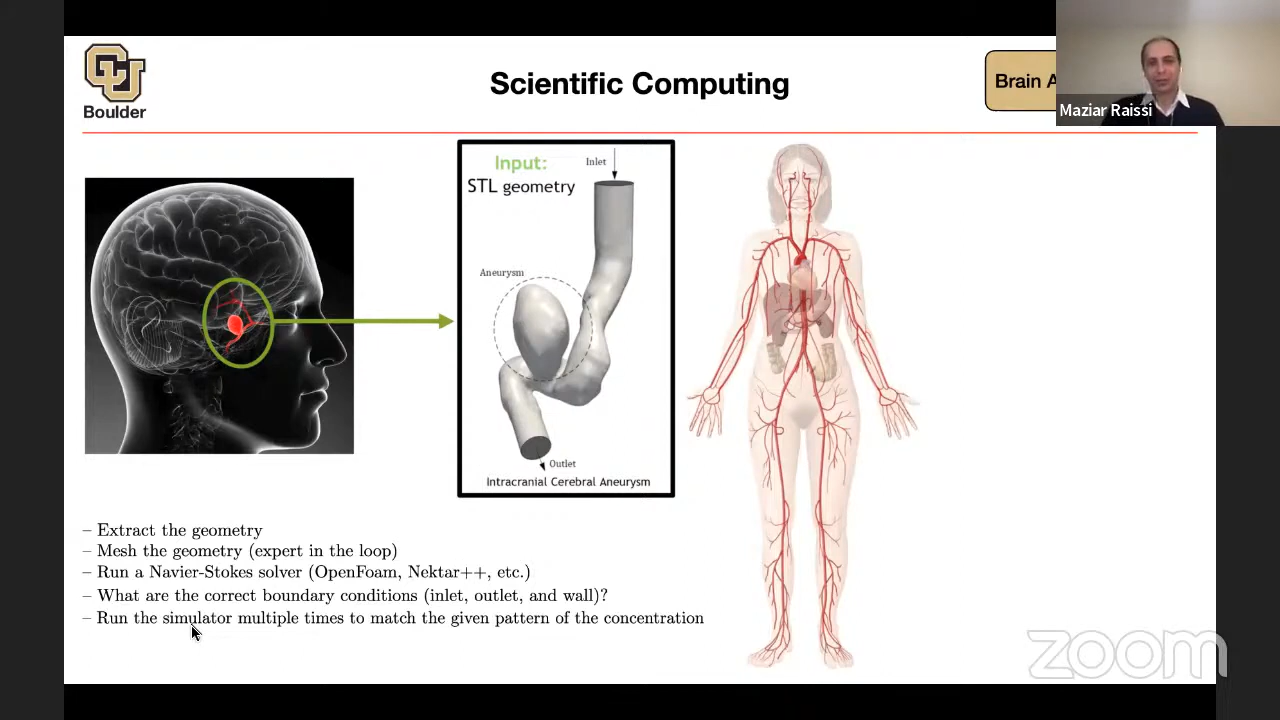 CU
Boulder
Scientific Computing
Brain A
Maziar Raissi
Input:
STL geometry
Inlet
Aneurysm
Outlet
Intracranial Cerebral Aneurysm
– Extract the geometry
– Mesh the geometry (expert in the loop)
– Run a Navier-Stokes solver (OpenFoam, Nektar++, etc.)
– What are the correct boundary conditions (inlet, outlet, and wall)?
– Run the simulator multiple times to match the given pattern of the concentration
zoom